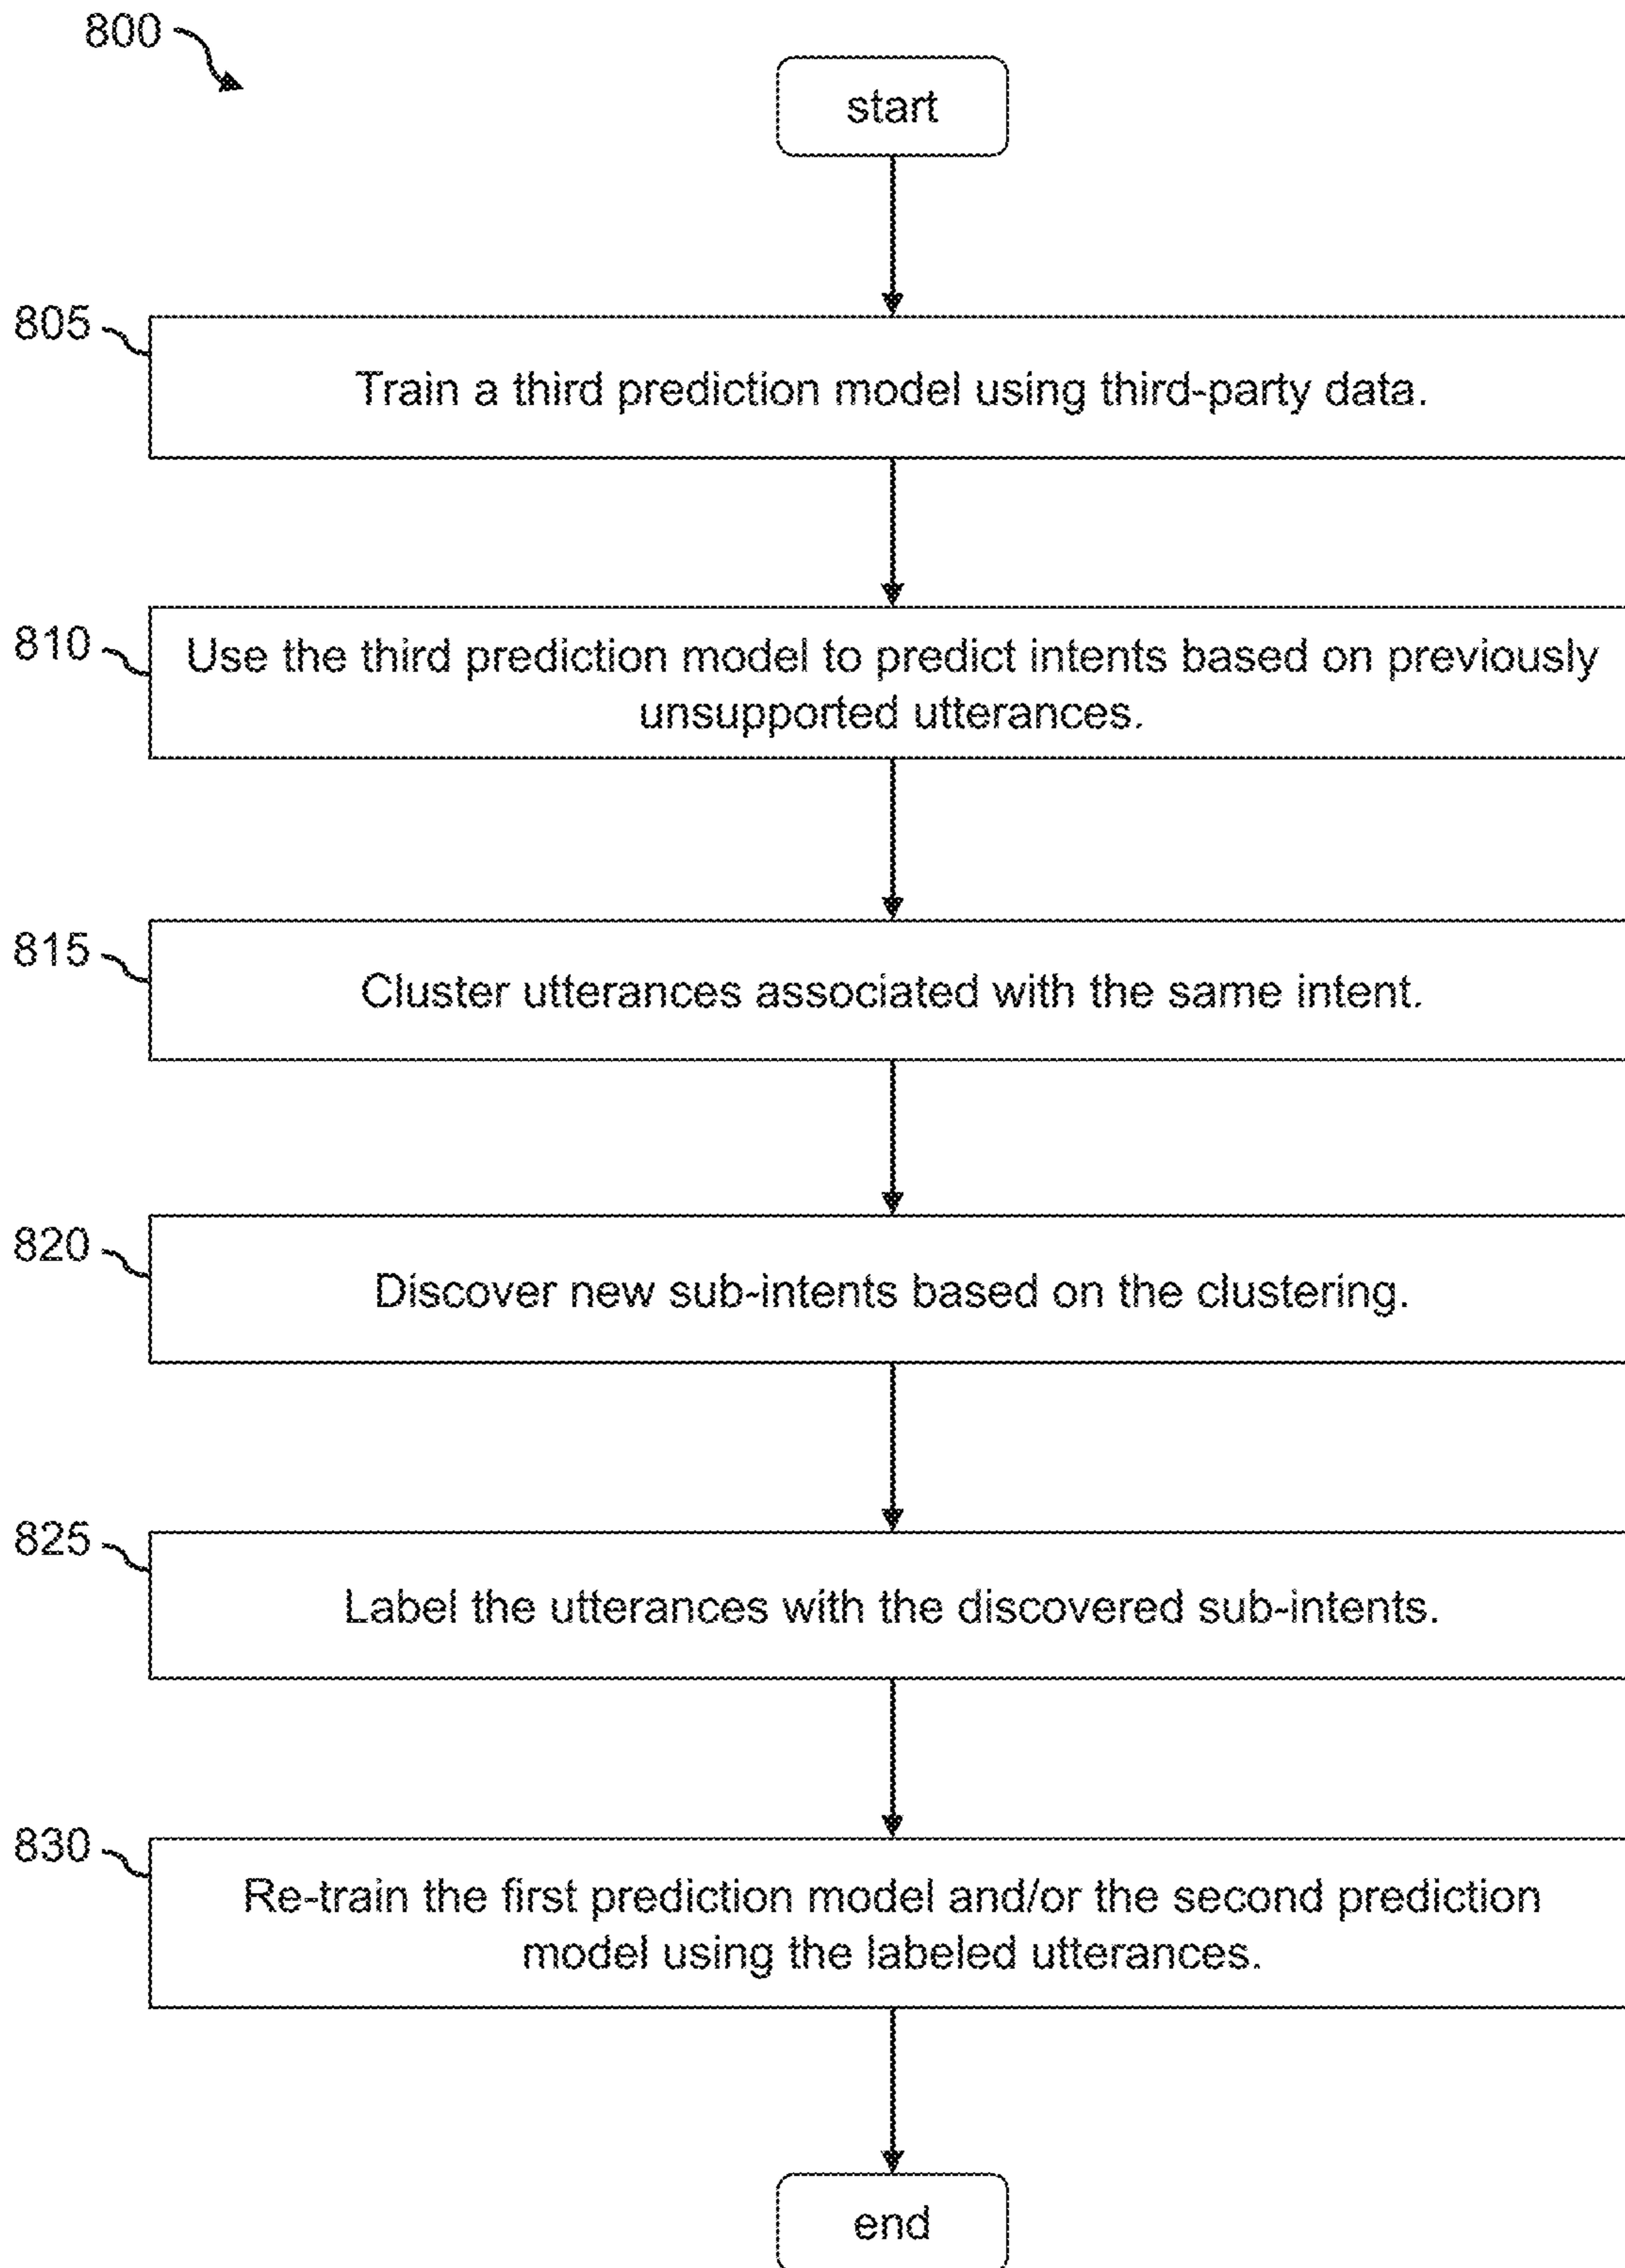 800
start
805
Train a third prediction model using third-party data.
810
Use the third prediction model to predict intents based on previously
unsupported utterances.
815
Cluster utterances associated with the same intent.
820
Discover new sub-intents based on the clustering.
825
Label the utterances with the discovered sub-intents.
830
Re-train the first prediction model and/or the second prediction
model using the labeled utterances.
end